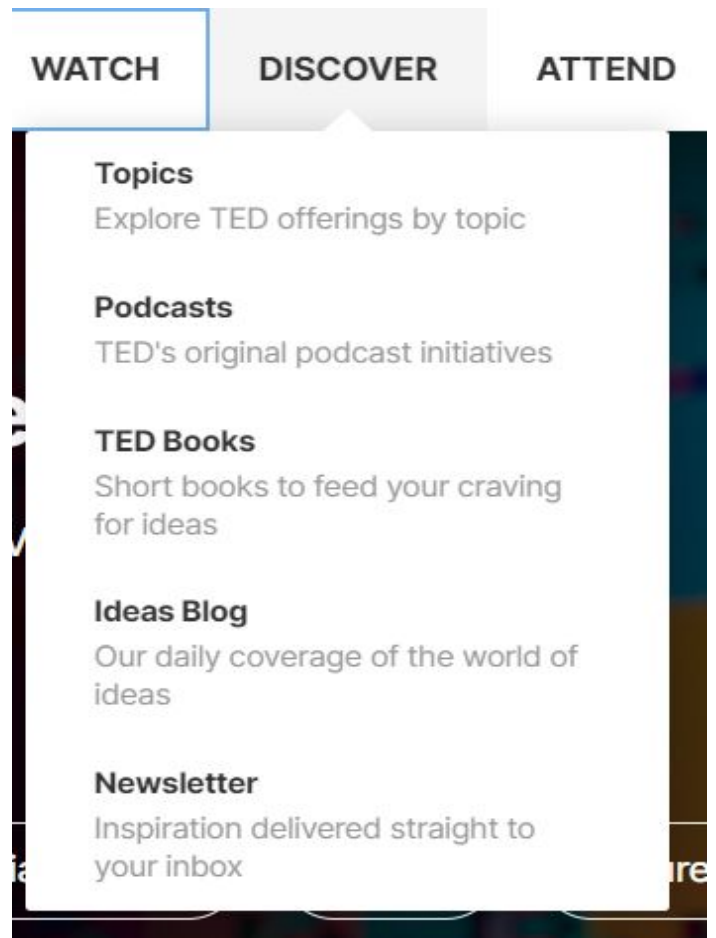 WATCH DISCOVER ATTEND
Topics
Explore TED offerings by topic
Podcasts
TED's original podcast initiatives
TED Books
Short books to feed your craving
for ideas
Ideas Blog
Our daily coverage of the world of
ideas
Newsletter
Inspiration delivered straight to
your inbox